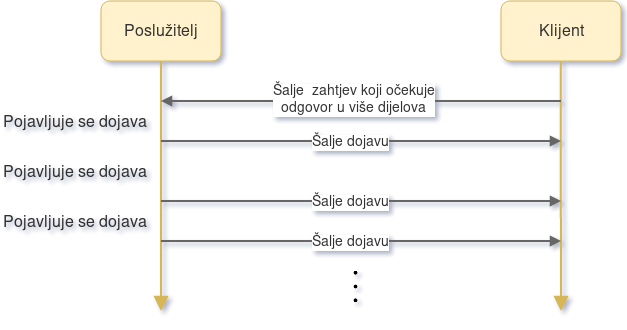 Poslužitelj
Klijent
Šalje zahtjev koji očekuje
odgovor u više dijelova
Pojavljuje se dojava
Šalje dojavu
Pojavljuje se dojava
Šalje dojavu
Pojavljuje se dojava
Šalje dojavu